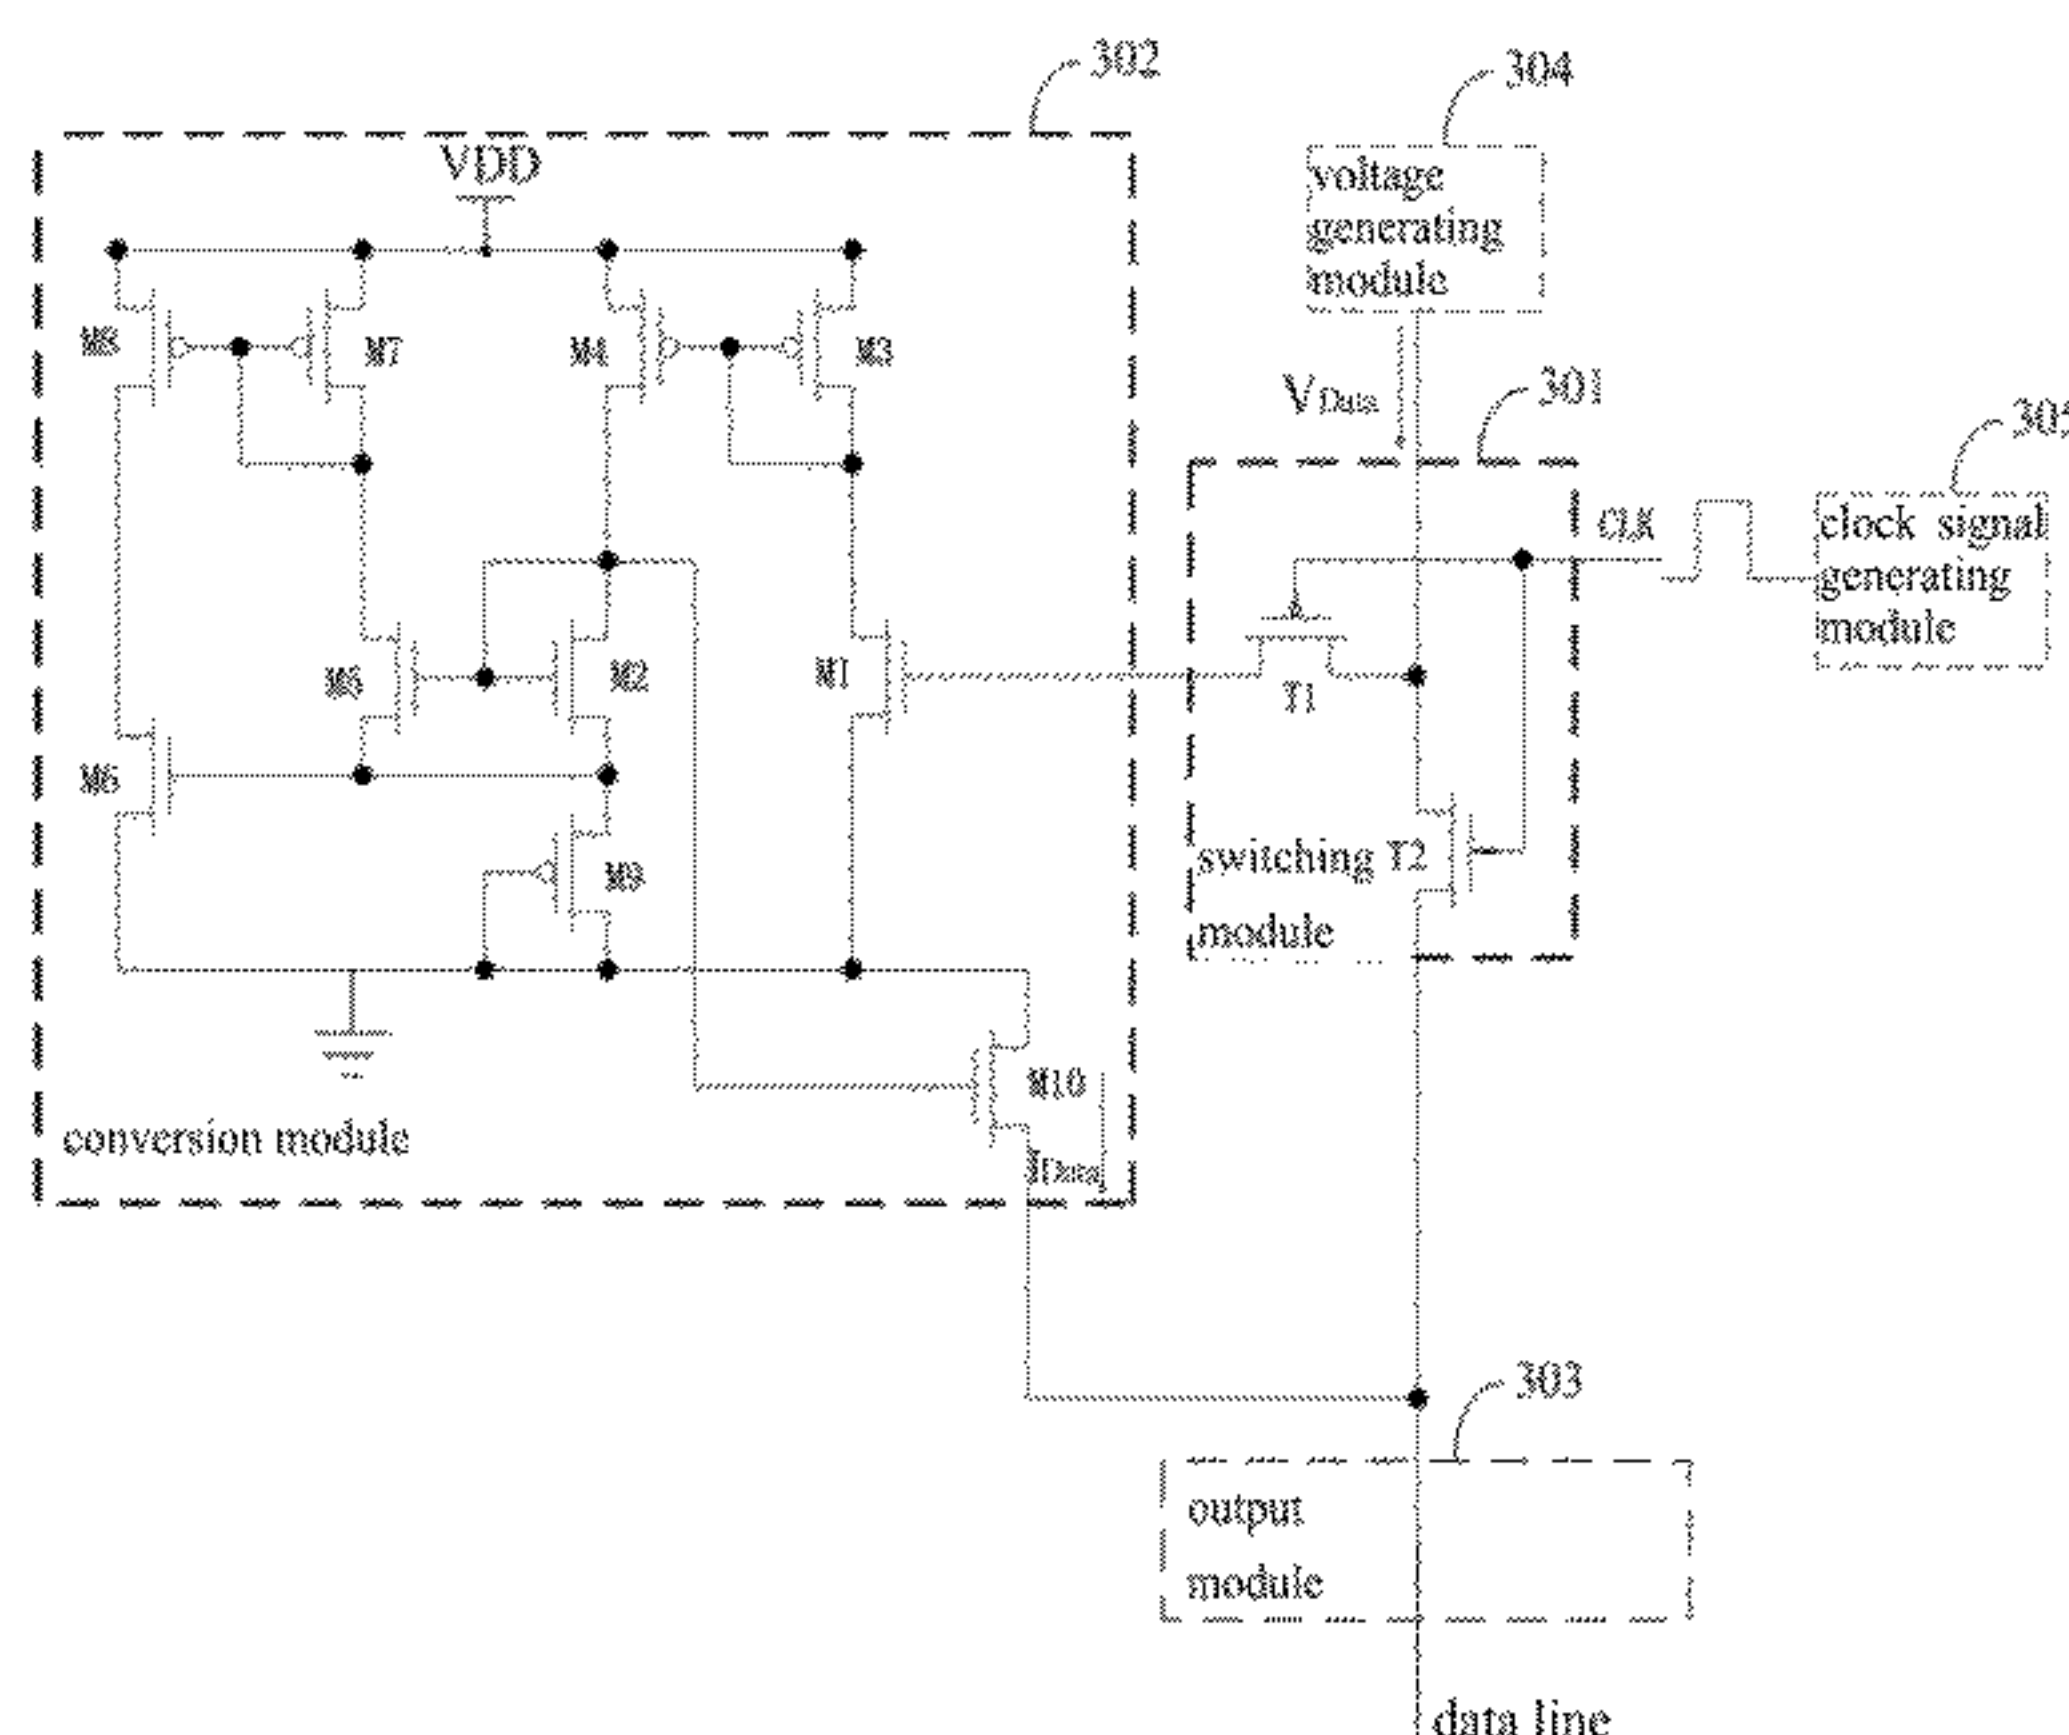 302
304
VDD
voltage
generating
module
M8
M7
M4
M3
VData
301
305
CLK
clock signal
generating
module
M5
M2
M1
T1
M6
switching T2
module
M9
M10
conversion module
IData
303
output
module
data line